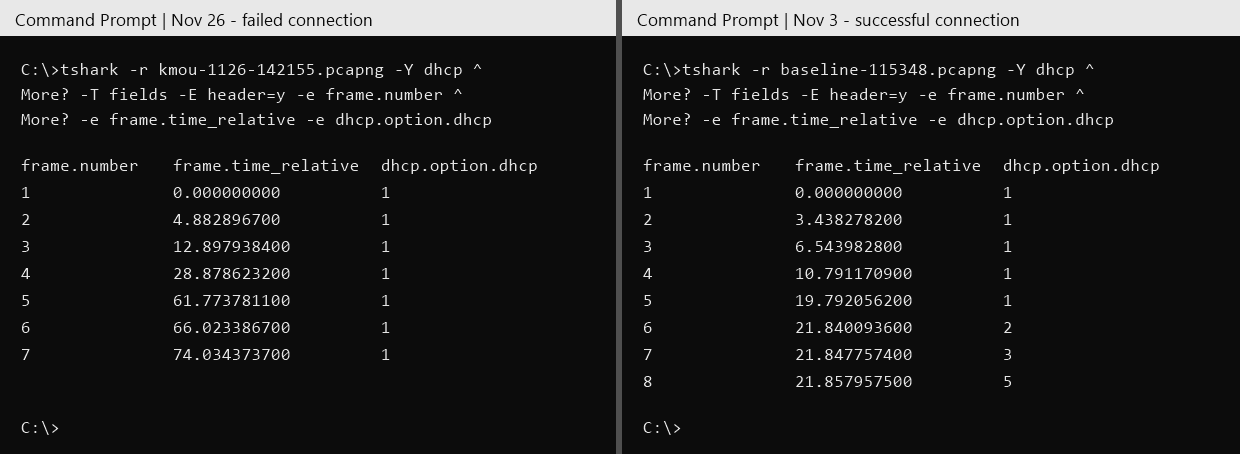 Command Prompt | Nov 26 - failed connection
C:\>tshark -r kmou-1126-142155.pcapng -Y dhcp ^
More? -T fields -E header=y -e frame.number ^
More? -e frame.time_relative -e dhcp.option.dhcp
frame.number frame.time_relative dhcp.option.dhcp
1 0.000000000 1
2 4.882896700 1
3 12.897938400 1
4 28.878623200 1
5 61.773781100 1
6 66.023386700 1
7 74.034373700 1
C:\>
Command Prompt | Nov 3 - successful connection
C:\>tshark -r baseline-115348.pcapng -Y dhcp ^
More? -T fields -E header=y -e frame.number ^
More? -e frame.time_relative -e dhcp.option.dhcp
frame.number frame.time_relative dhcp.option.dhcp
1 0.000000000 1
2 3.438278200 1
3 6.543982800 1
4 10.791170900 1
5 19.792056200 1
6 21.840093600 2
7 21.847757400 3
8 21.857957500 5
C:\>